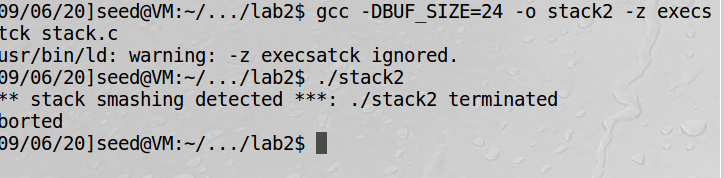 09/06/20]seed@VM:~/.../lab2$ gcc -DBUF_SIZE=24 -o stack2 -z execs
tck stack.c
usr/bin/ld: warning: -z execsatck ignored.
09/06/20]seed@VM:~/.../lab2$ ./stack2
** stack smashing detected ***: ./stack2 terminated
borted
09/06/20]seed@VM:~/.../lab2$